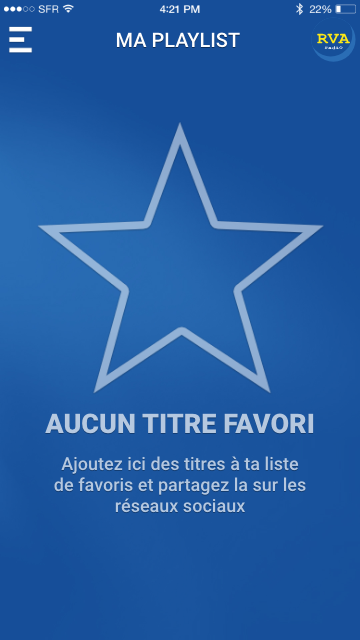 SFR 4:21 PM 22%
MA PLAYLIST
RVA
radio
AUCUN TITRE FAVORI
Ajoutez ici des titres à ta liste
de favoris et partagez la sur les
réseaux sociaux